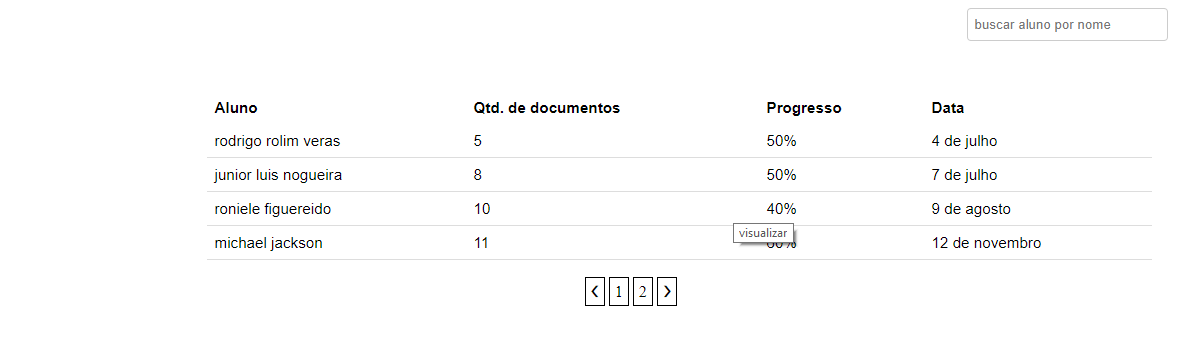 buscar aluno por nome
Aluno Qtd. de documentos Progresso Data
rodrigo rolim veras 5 50% 4 de julho
junior luis nogueira 8 50% 7 de julho
roniele figuereido 10 40% 9 de agosto
visualizar
michael jackson 11 12 de novembro
< 1 2 >